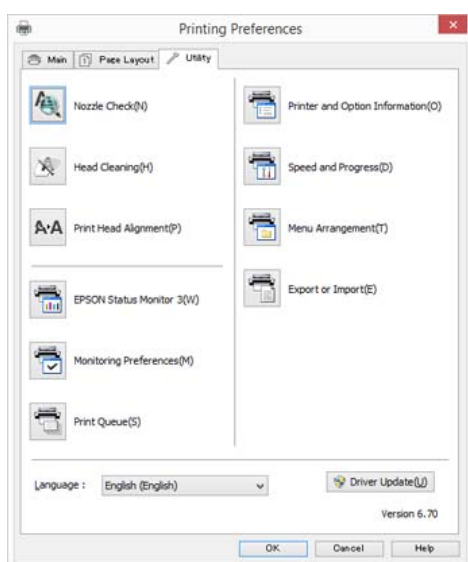 Printing Preferences
Main
Page Layout
Utility
Nozzle Check(N)
Head Cleaning(H)
A·A Print Head Alignment(P)
EPSON Status Monitor 3(W)
Monitoring Preferences(M)
Print Queue(S)
Printer and Option Information(O)
Speed and Progress(D)
Menu Arrangement(T)
Export or Import(E)
Language : English (English)
Driver Update(U)
Version 6.70
OK Cancel Help